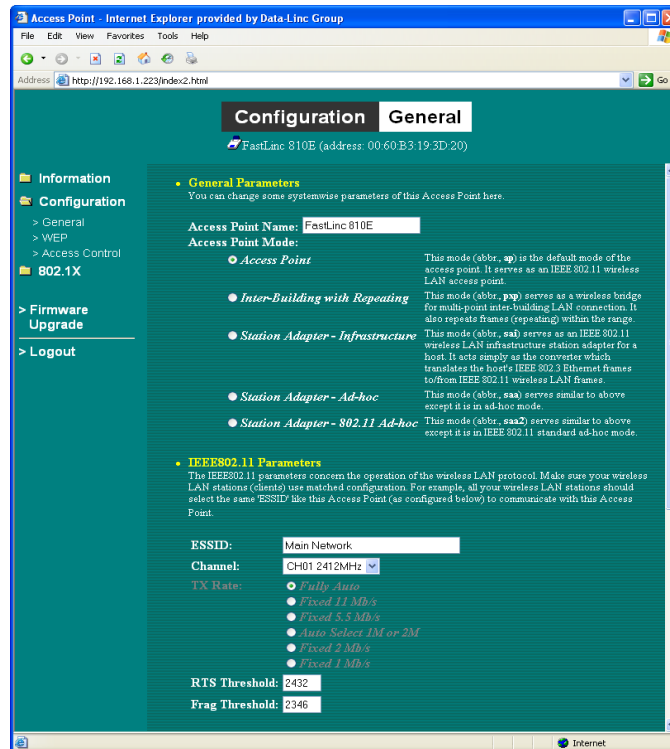 Access Point - Internet Explorer provided by Data-Linc Group
File Edit View Favorites Tools Help
Address http://192.168.1.223/index2.html Go
Configuration General
FastLinc 810E (address: 00:60:B3:19:3D:20)
Information
Configuration
> General
> WEP
> Access Control
802.1X
> Firmware
Upgrade
> Logout
• General Parameters
You can change some systemwise parameters of this Access Point here.
Access Point Name: FastLinc 810E
Access Point Mode:
Access Point
This mode (abbr., ap) is the default mode of the
access point. It serves as an IEEE 802.11 wireless
LAN access point.
Inter-Building with Repeating
This mode (abbr., pxp) serves as a wireless bridge
for multi-point inter-building LAN connection. It
also repeats frames (repeating) within the range.
Station Adapter - Infrastructure
This mode (abbr., sai) serves as an IEEE 802.11
wireless LAN infrastructure station adapter for a
host. It acts simply as the converter which
translates the host's IEEE 802.3 Ethernet frames
to/from IEEE 802.11 wireless LAN frames.
Station Adapter - Ad-hoc
This mode (abbr., saa) serves similar to above
except it is in ad-hoc mode.
Station Adapter - 802.11 Ad-hoc
This mode (abbr., saa2) serves similar to above
except it is in IEEE 802.11 standard ad-hoc mode.
• IEEE802.11 Parameters
The IEEE802.11 parameters concern the operation of the wireless LAN protocol. Make sure your wireless
LAN stations (clients) use matched configuration. For example, all your wireless LAN stations should
select the same 'ESSID' like this Access Point (as configured below) to communicate with this Access
Point.
ESSID: Main Network
Channel: CH01 2412MHz
TX Rate: Fully Auto
Fixed 11 Mb/s
Fixed 5.5 Mb/s
Auto Select 1M or 2M
Fixed 2 Mb/s
Fixed 1 Mb/s
RTS Threshold: 2432
Frag Threshold: 2346
Internet